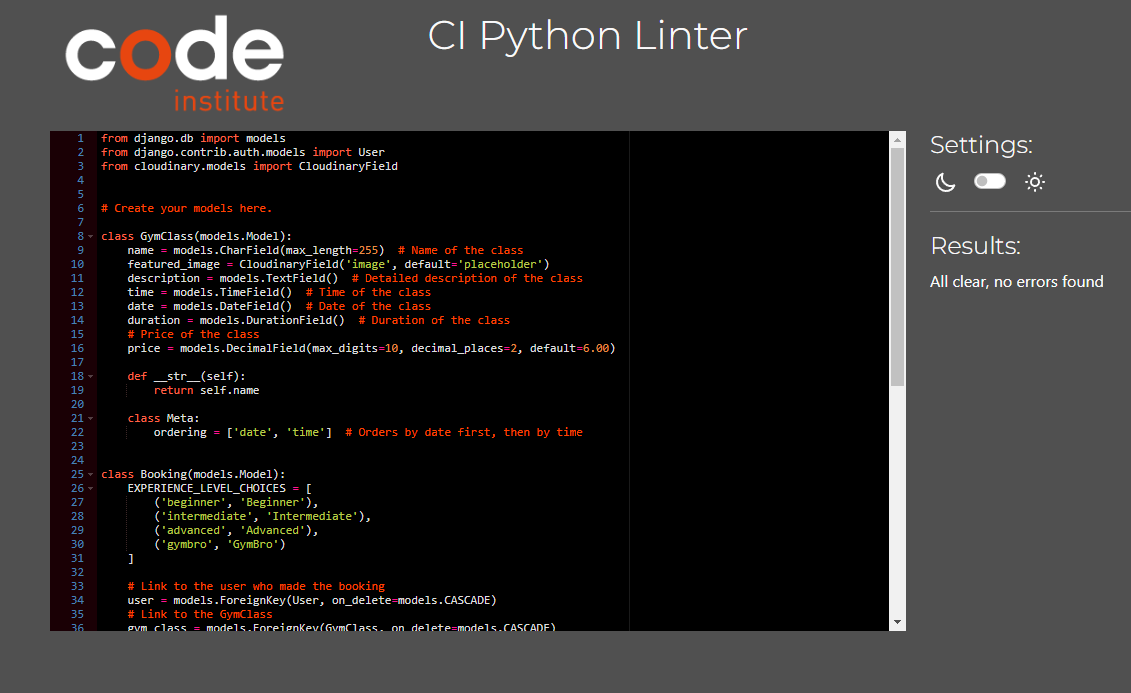 code
institute
CI Python Linter
1 from django.db import models
2 from django.contrib.auth.models import User
3 from cloudinary.models import CloudinaryField
4
5
6 # Create your models here.
7
8 class GymClass(models.Model):
9     name = models.CharField(max_length=255)  # Name of the class
10     featured_image = CloudinaryField('image', default='placeholder')
11     description = models.TextField()  # Detailed description of the class
12     time = models.TimeField()  # Time of the class
13     date = models.DateField()  # Date of the class
14     duration = models.DurationField()  # Duration of the class
15     # Price of the class
16     price = models.DecimalField(max_digits=10, decimal_places=2, default=6.00)
17
18     def __str__(self):
19         return self.name
20
21     class Meta:
22         ordering = ['date', 'time']  # Orders by date first, then by time
23
24
25 class Booking(models.Model):
26     EXPERIENCE_LEVEL_CHOICES = [
27         ('beginner', 'Beginner'),
28         ('intermediate', 'Intermediate'),
29         ('advanced', 'Advanced'),
30         ('gymbro', 'GymBro')
31     ]
32
33     # Link to the user who made the booking
34     user = models.ForeignKey(User, on_delete=models.CASCADE)
35     # Link to the GymClass
36     gym_class = models.ForeignKey(GymClass, on_delete=models.CASCADE)
Settings:
Results:
All clear, no errors found